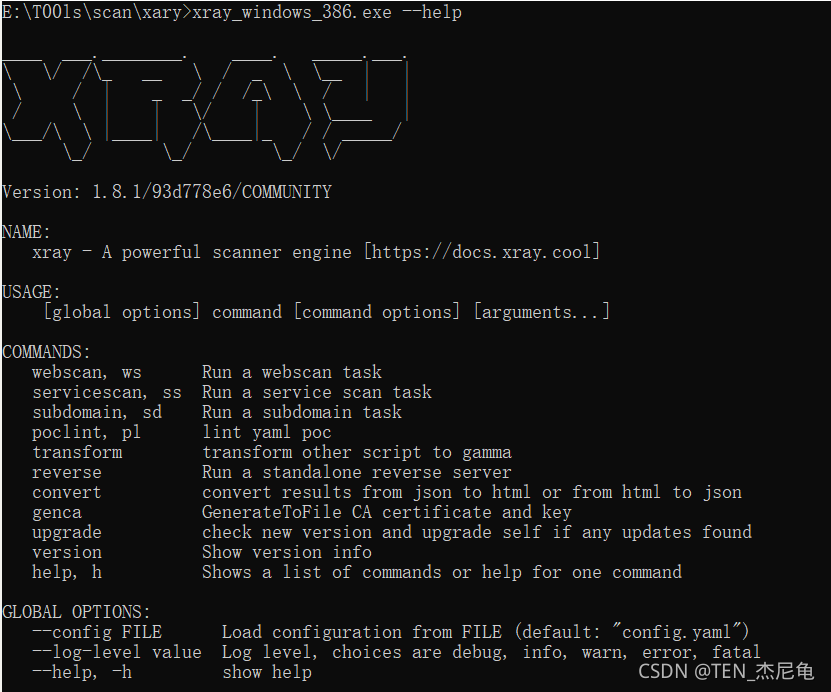 E:\TOOls\scan\xary>xray_windows_386.exe --help
XRAY
Version: 1.8.1/93d778e6/COMMUNITY
NAME:
xray - A powerful scanner engine [https://docs.xray.cool]
USAGE:
[global options] command [command options] [arguments...]
COMMANDS:
webscan, ws Run a webscan task
servicescan, ss Run a service scan task
subdomain, sd Run a subdomain task
poclint, pl lint yaml poc
transform transform other script to gamma
reverse Run a standalone reverse server
convert convert results from json to html or from html to json
genca GenerateToFile CA certificate and key
upgrade check new version and upgrade self if any updates found
version Show version info
help, h Shows a list of commands or help for one command
GLOBAL OPTIONS:
--config FILE Load configuration from FILE (default: "config.yaml")
--log-level value Log level, choices are debug, info, warn, error, fatal
--help, -h show help
CSDN @TEN_杰尼龟